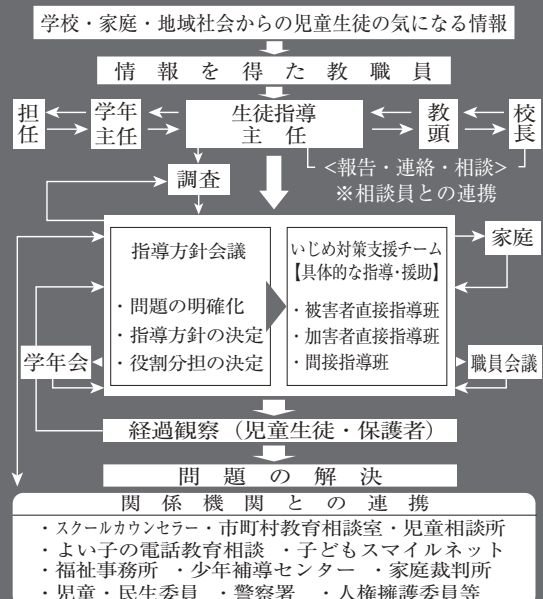 学校・家庭・地域社会からの児童生徒の気になる情報
情報を得た教職員
担任
学年主任
生徒指導主任
教頭
校長
<報告・連絡・相談>
※相談員との連携
調査
家庭
指導方針会議
・問題の明確化
・指導方針の決定
・役割分担の決定
いじめ対策支援チーム
【具体的な指導・援助】
・被害者直接指導班
・加害者直接指導班
・間接指導班
学年会
職員会議
経過観察（児童生徒・保護者）
問題の解決
関係機関との連携
・スクールカウンセラー・市町村教育相談室・児童相談所
・よい子の電話教育相談 ・子どもスマイルネット
・福祉事務所 ・少年補導センター ・家庭裁判所
・児童・民生委員 ・警察署 ・人権擁護委員等